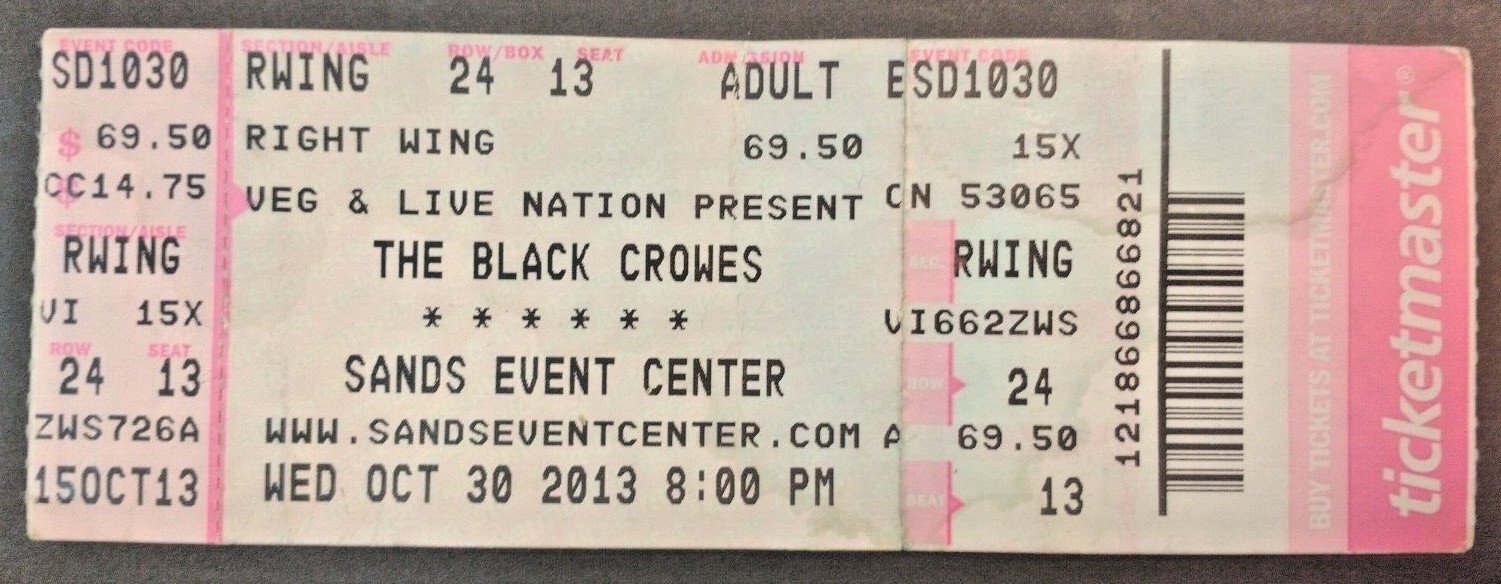 EVENT CODE
SD1030
$ 69.50
CC14.75
SECTION/AISLE
RWING
VI 15X
ROW SEAT
24 13
ZWS726A
15OCT13
SECTION/AISLE ROW/BOX SEAT ADMISSION
RWING 24 13 ADULT
RIGHT WING 69.50
VEG & LIVE NATION PRESENT
THE BLACK CROWES
* * * * * *
SANDS EVENT CENTER
WWW.SANDSEVENTCENTER.COM A
WED OCT 30 2013 8:00 PM
EVENT CODE
ESD1030
15X
CN 53065
SEC. RWING
VI662ZWS
ROW 24
69.50
SEAT 13
121866866821
BUY TICKETS AT TICKETMASTER.COM
ticketmaster®